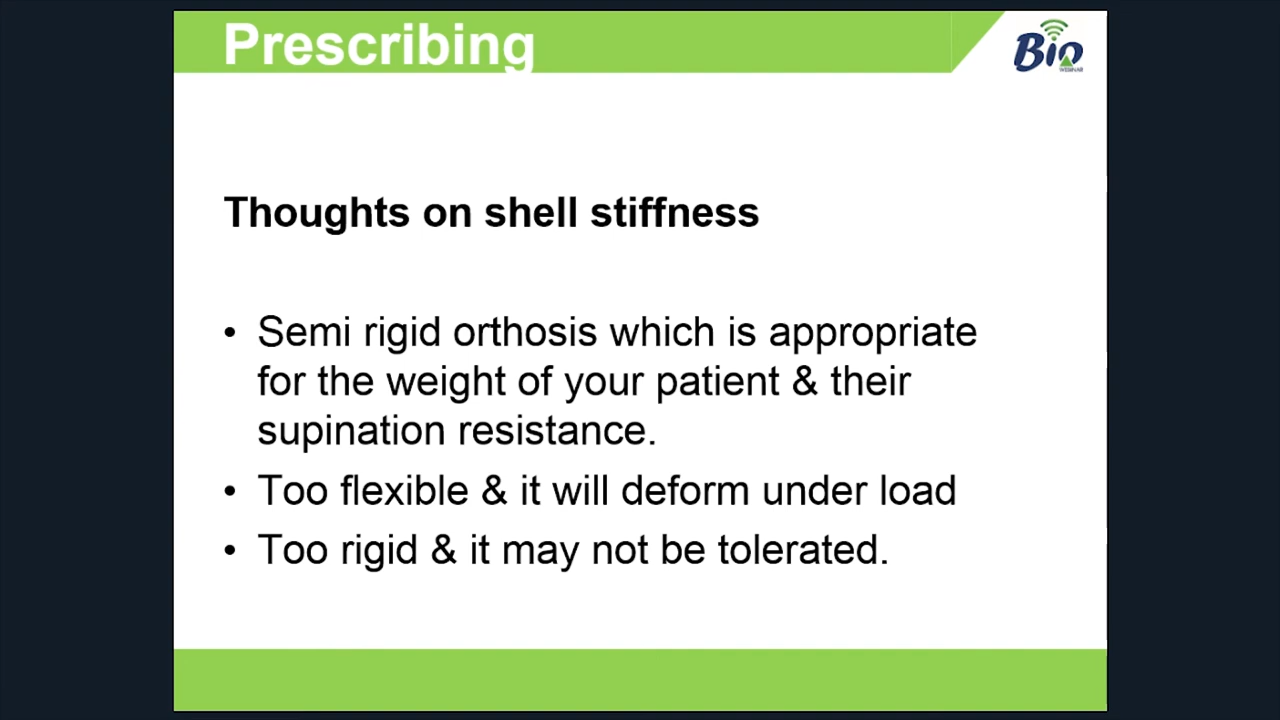 Prescribing
Bio
WEBINAR
Thoughts on shell stiffness
• Semi rigid orthosis which is appropriate
for the weight of your patient & their
supination resistance.
• Too flexible & it will deform under load
• Too rigid & it may not be tolerated.